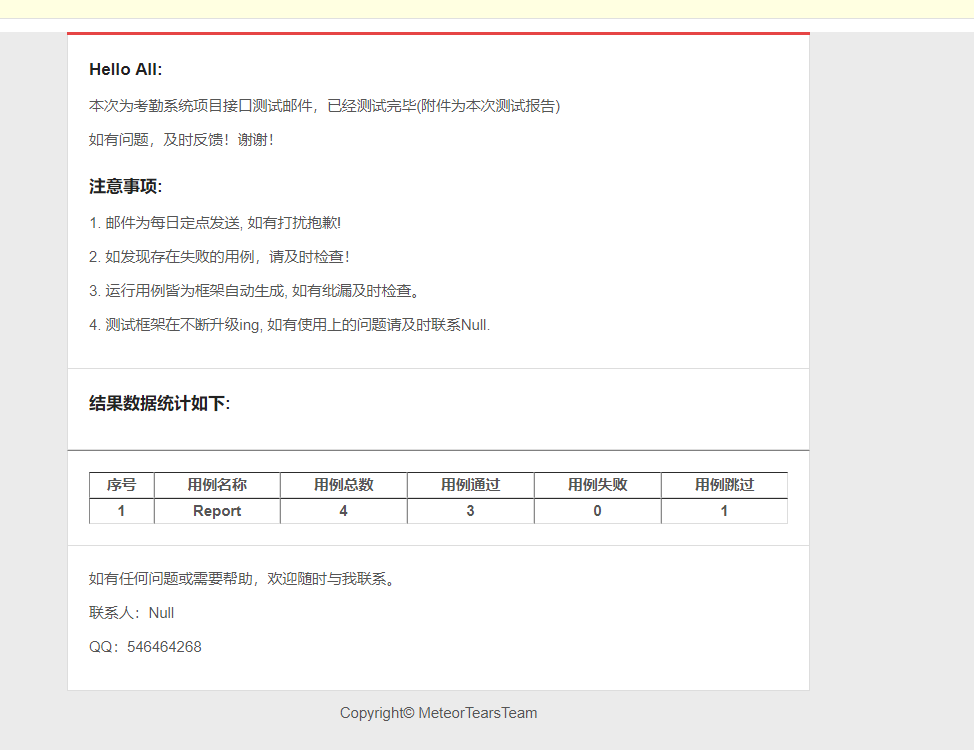 Hello All:
本次为考勤系统项目接口测试邮件，已经测试完毕(附件为本次测试报告)
如有问题，及时反馈！谢谢！
注意事项:
1. 邮件为每日定点发送, 如有打扰抱歉!
2. 如发现存在失败的用例，请及时检查！
3. 运行用例皆为框架自动生成, 如有纰漏及时检查。
4. 测试框架在不断升级ing, 如有使用上的问题请及时联系Null.
结果数据统计如下:
序号 用例名称 用例总数 用例通过 用例失败 用例跳过
1 Report 4 3 0 1
如有任何问题或需要帮助，欢迎随时与我联系。
联系人：Null
QQ：546464268
Copyright© MeteorTearsTeam